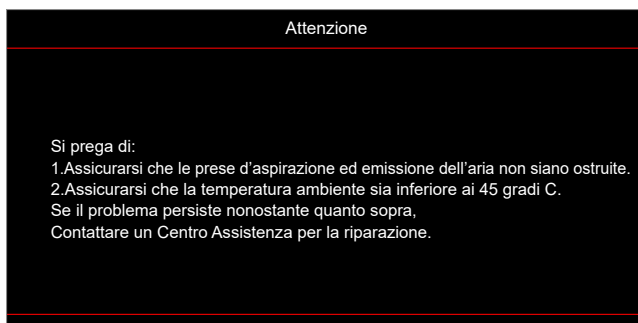 Attenzione
Si prega di:
1.Assicurarsi che le prese d’aspirazione ed emissione dell’aria non siano ostruite.
2.Assicurarsi che la temperatura ambiente sia inferiore ai 45 gradi C.
Se il problema persiste nonostante quanto sopra,
Contattare un Centro Assistenza per la riparazione.